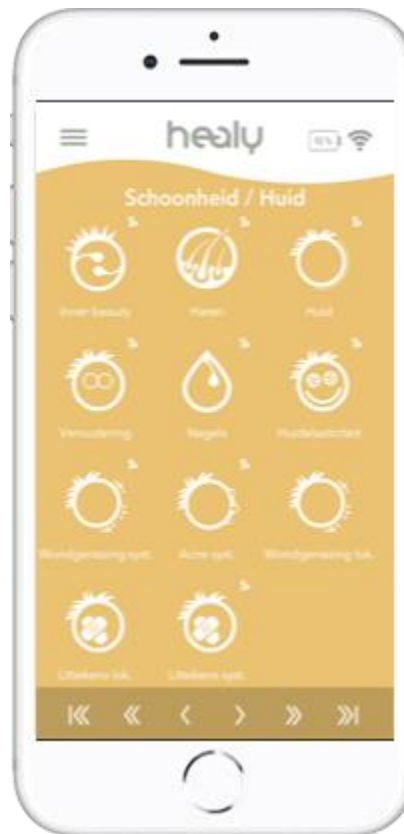 healy
Schoonheid / Huid
Inner beauty
Haren
Huid
Veroudering
Nagels
Huidelasticiteit
Wondgenezing syst.
Acne syst.
Wondgenezing lok.
Littekens lok.
Littekens syst.